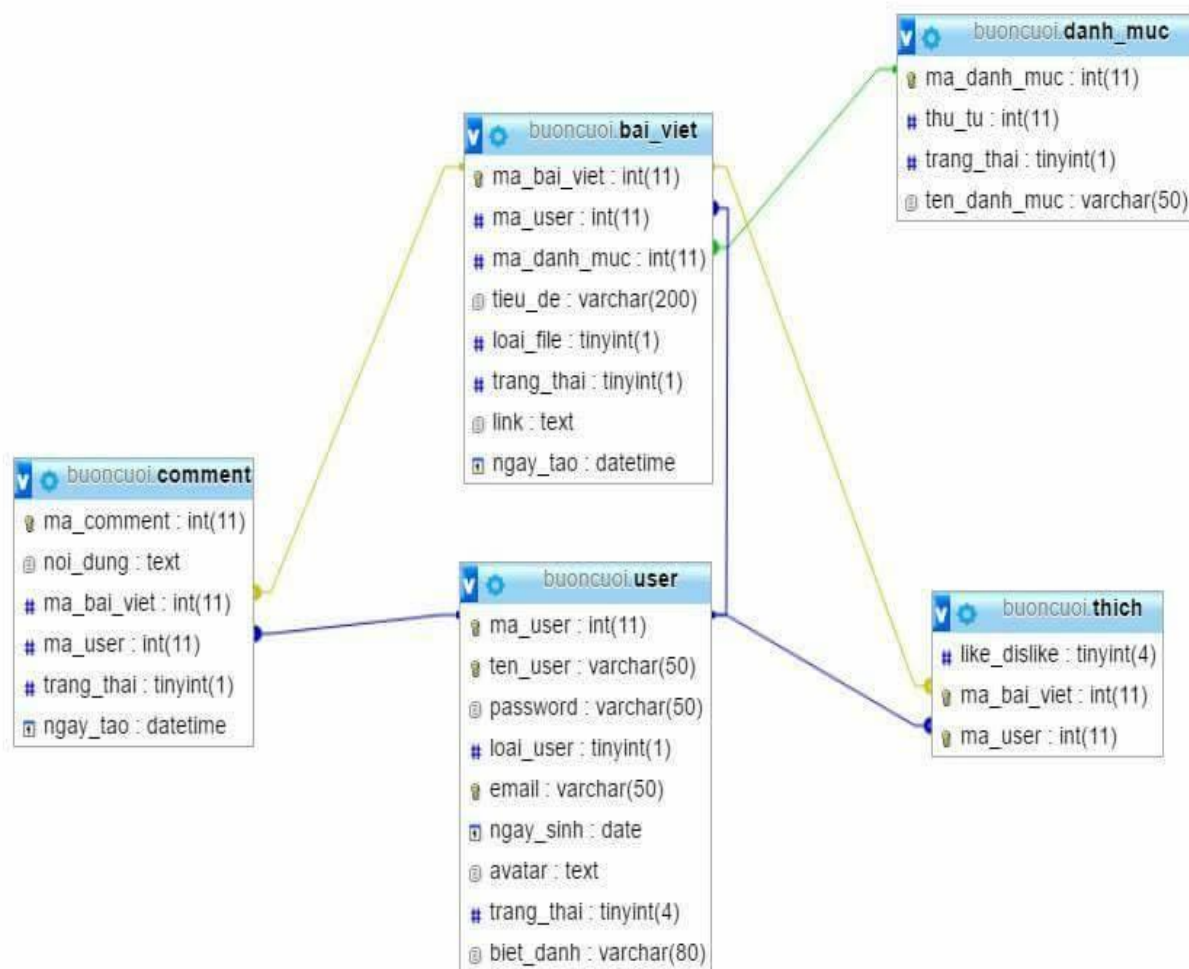 buoncuoi.danh_muc
ma_danh_muc : int(11)
thu_tu : int(11)
trang_thai : tinyint(1)
ten_danh_muc : varchar(50)
buoncuoi.bai_viet
ma_bai_viet : int(11)
ma_user : int(11)
ma_danh_muc : int(11)
tieu_de : varchar(200)
loai_file : tinyint(1)
trang_thai : tinyint(1)
link : text
ngay_tao : datetime
buoncuoi.comment
ma_comment : int(11)
noi_dung : text
ma_bai_viet : int(11)
ma_user : int(11)
trang_thai : tinyint(1)
ngay_tao : datetime
buoncuoi.user
ma_user : int(11)
ten_user : varchar(50)
password : varchar(50)
loai_user : tinyint(1)
email : varchar(50)
ngay_sinh : date
avatar : text
trang_thai : tinyint(4)
biet_danh : varchar(80)
buoncuoi.thich
like_dislike : tinyint(4)
ma_bai_viet : int(11)
ma_user : int(11)